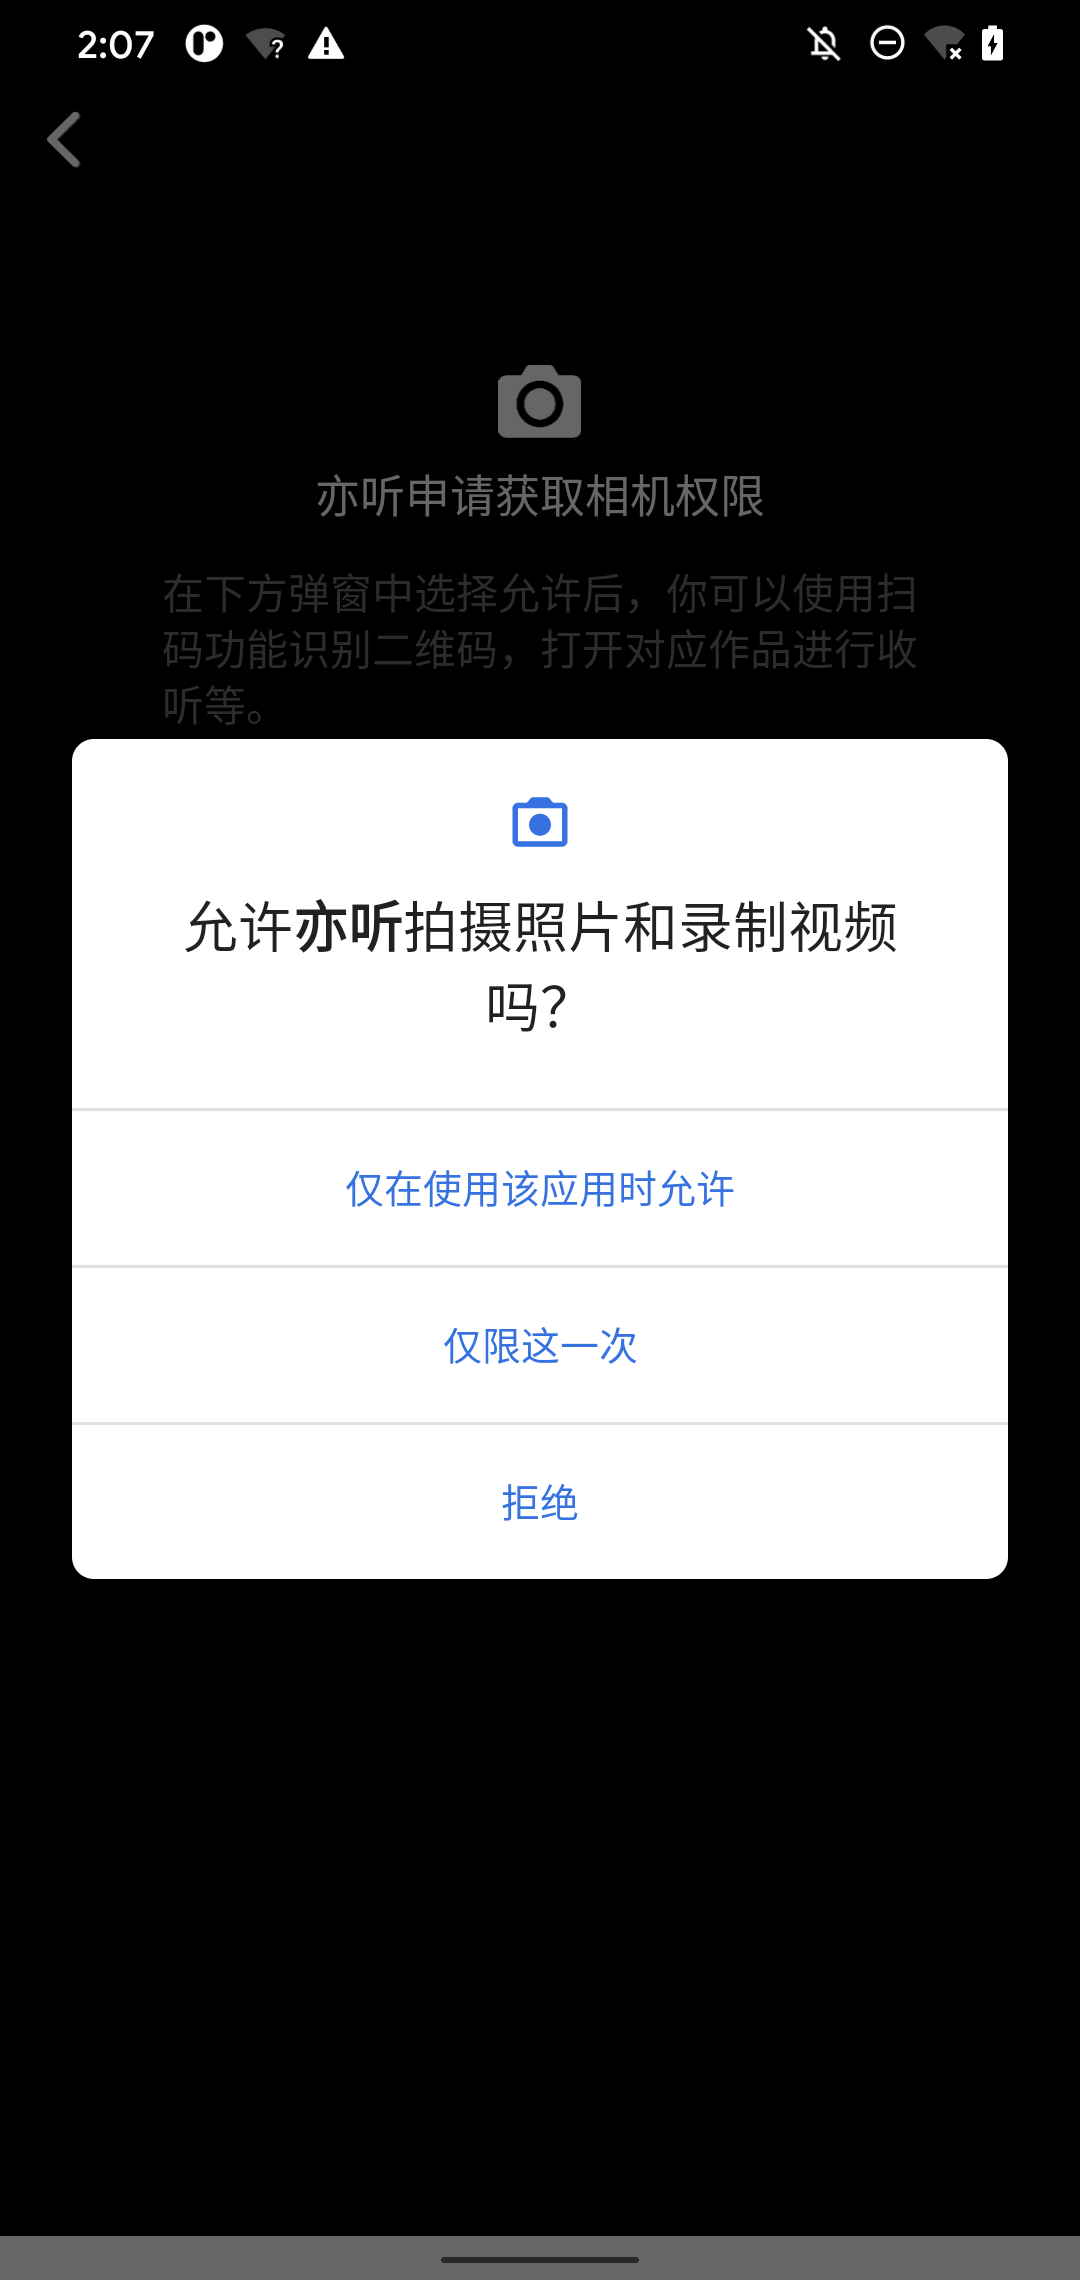 2:07
亦听申请获取相机权限
在下方弹窗中选择允许后，你可以使用扫
码功能识别二维码，打开对应作品进行收
听等。
允许亦听拍摄照片和录制视频
吗？
仅在使用该应用时允许
仅限这一次
拒绝